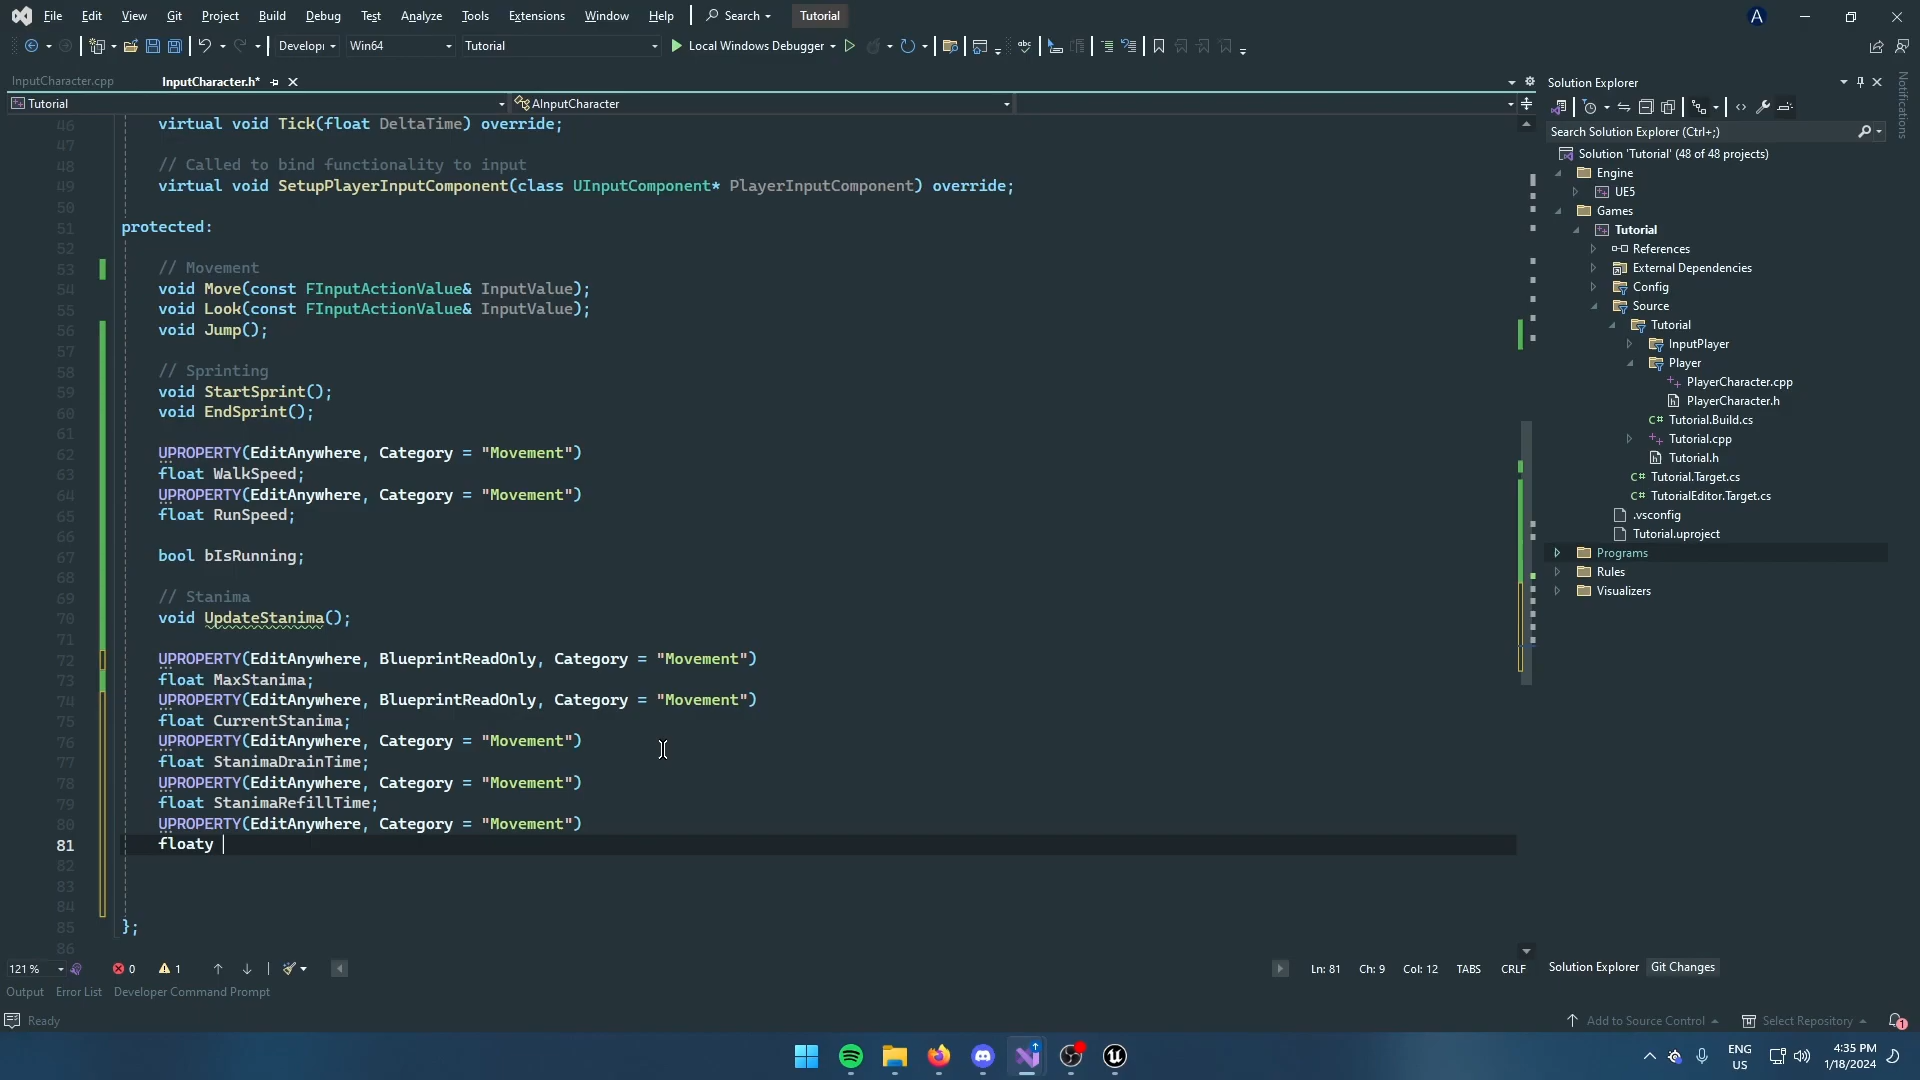 File Edit View Git Project Build Debug Test Analyze Tools Extensions Window Help Search Tutorial A
Develop Win64 Tutorial Local Windows Debugger
InputCharacter.cpp InputCharacter.h*
Tutorial AInputCharacter
46 virtual void Tick(float DeltaTime) override;
47
48 // Called to bind functionality to input
49 virtual void SetupPlayerInputComponent(class UInputComponent* PlayerInputComponent) override;
50
51 protected:
52
53 // Movement
54 void Move(const FInputActionValue& InputValue);
55 void Look(const FInputActionValue& InputValue);
56 void Jump();
57
58 // Sprinting
59 void StartSprint();
60 void EndSprint();
61
62 UPROPERTY(EditAnywhere, Category = "Movement")
63 float WalkSpeed;
64 UPROPERTY(EditAnywhere, Category = "Movement")
65 float RunSpeed;
66
67 bool bIsRunning;
68
69 // Stanima
70 void UpdateStanima();
71
72 UPROPERTY(EditAnywhere, BlueprintReadOnly, Category = "Movement")
73 float MaxStanima;
74 UPROPERTY(EditAnywhere, BlueprintReadOnly, Category = "Movement")
75 float CurrentStanima;
76 UPROPERTY(EditAnywhere, Category = "Movement")
77 float StanimaDrainTime;
78 UPROPERTY(EditAnywhere, Category = "Movement")
79 float StanimaRefillTime;
80 UPROPERTY(EditAnywhere, Category = "Movement")
81 floaty
82
83
84
85 };
86
121 % 0 1 Ln: 81 Ch: 9 Col: 12 TABS CRLF
Output Error List Developer Command Prompt
Ready
Solution Explorer
Search Solution Explorer (Ctrl+;)
Solution 'Tutorial' (48 of 48 projects)
Engine
UE5
Games
Tutorial
References
External Dependencies
Config
Source
Tutorial
InputPlayer
Player
PlayerCharacter.cpp
PlayerCharacter.h
Tutorial.Build.cs
Tutorial.cpp
Tutorial.h
Tutorial.Target.cs
TutorialEditor.Target.cs
.vsconfig
Tutorial.uproject
Programs
Rules
Visualizers
Solution Explorer Git Changes
Notifications
Add to Source Control Select Repository 1
ENG
US
4:35 PM
1/18/2024